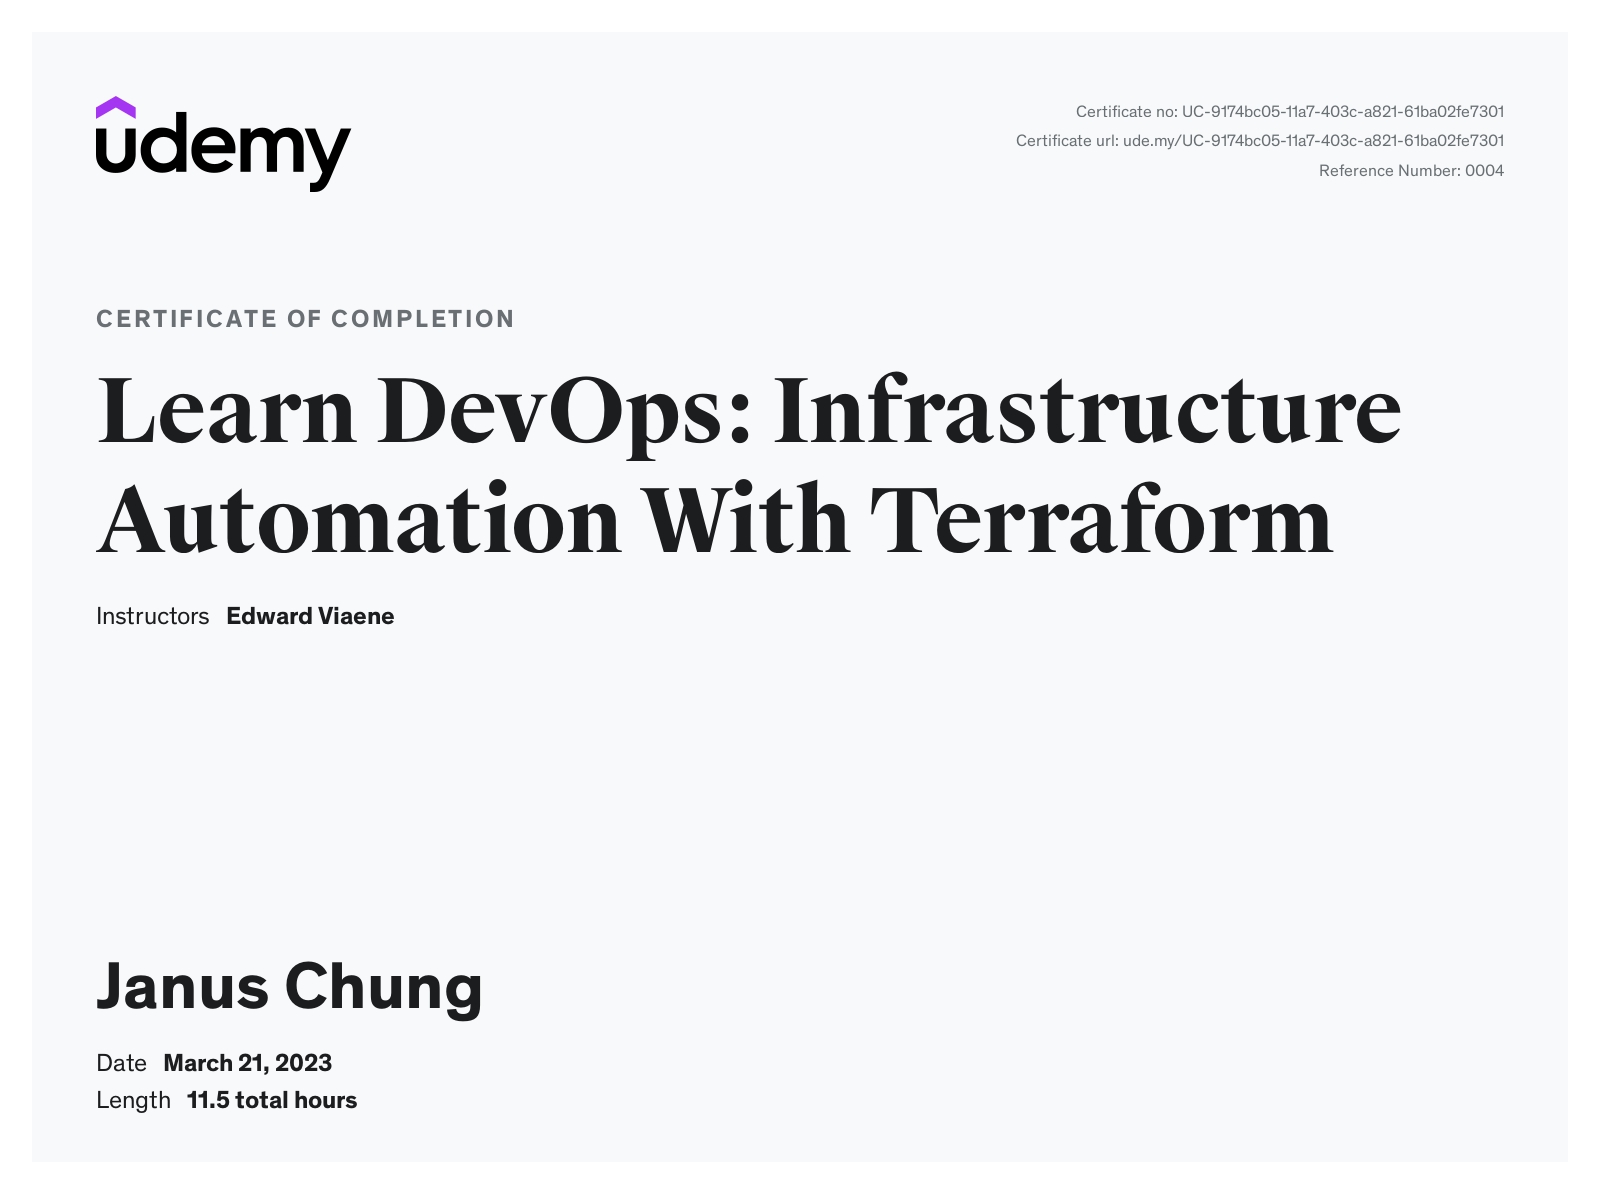 udemy
Certificate no: UC-9174bc05-11a7-403c-a821-61ba02fe7301
Certificate url: ude.my/UC-9174bc05-11a7-403c-a821-61ba02fe7301
Reference Number: 0004
CERTIFICATE OF COMPLETION
Learn DevOps: Infrastructure
Automation With Terraform
Instructors Edward Viaene
Janus Chung
Date March 21, 2023
Length 11.5 total hours